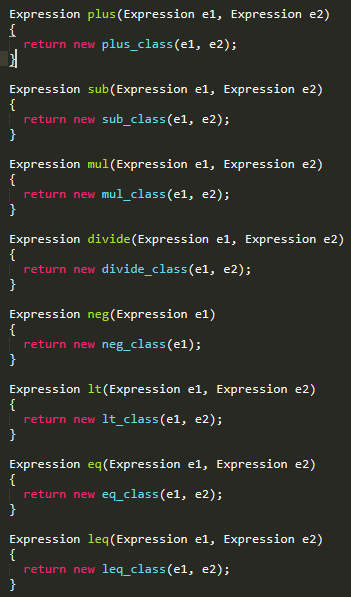 Expression plus(Expression e1, Expression e2)
{
  return new plus_class(e1, e2);
}
Expression sub(Expression e1, Expression e2)
{
  return new sub_class(e1, e2);
}
Expression mul(Expression e1, Expression e2)
{
  return new mul_class(e1, e2);
}
Expression divide(Expression e1, Expression e2)
{
  return new divide_class(e1, e2);
}
Expression neg(Expression e1)
{
  return new neg_class(e1);
}
Expression lt(Expression e1, Expression e2)
{
  return new lt_class(e1, e2);
}
Expression eq(Expression e1, Expression e2)
{
  return new eq_class(e1, e2);
}
Expression leq(Expression e1, Expression e2)
{
  return new leq_class(e1, e2);
}